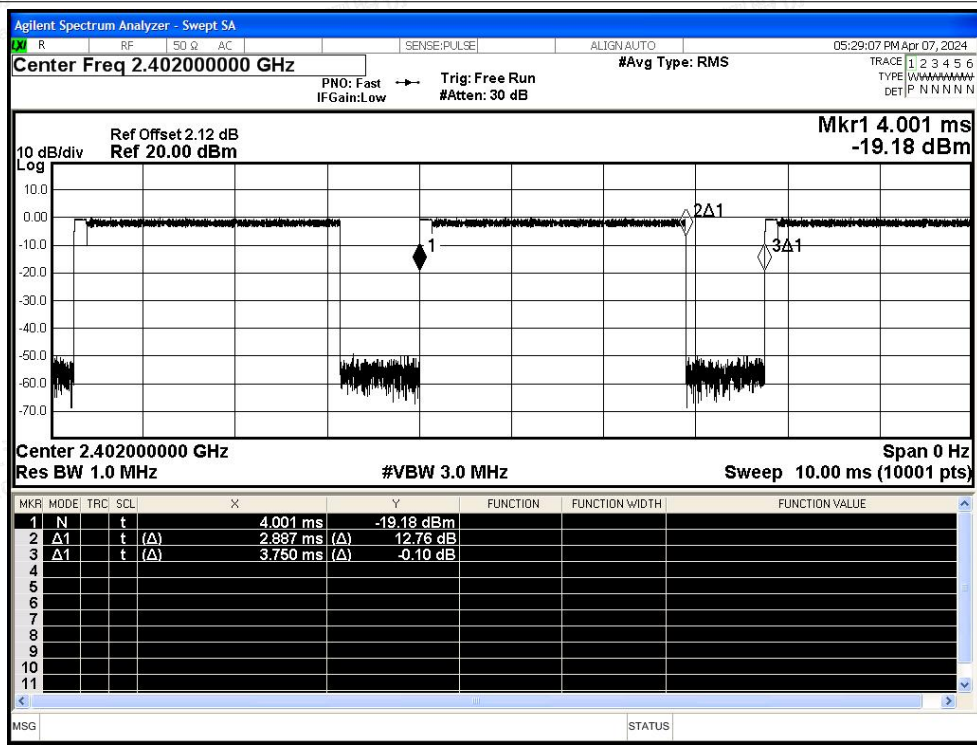 Agilent Spectrum Analyzer - Swept SA
LXI R RF 50 Ω AC SENSE:PULSE ALIGN AUTO 05:29:07 PM Apr 07, 2024
Center Freq 2.402000000 GHz
PNO: Fast
IFGain:Low
Trig: Free Run
#Atten: 30 dB
#Avg Type: RMS
TRACE 1 2 3 4 5 6
TYPE WWWWWW
DET P N N N N N
Mkr1 4.001 ms
-19.18 dBm
Ref Offset 2.12 dB
10 dB/div Ref 20.00 dBm
Log
10.0
0.00
-10.0
-20.0
-30.0
-40.0
-50.0
-60.0
-70.0
1
2Δ1
3Δ1
Center 2.402000000 GHz Span 0 Hz
Res BW 1.0 MHz #VBW 3.0 MHz Sweep 10.00 ms (10001 pts)
MKR MODE TRC SCL X Y FUNCTION FUNCTION WIDTH FUNCTION VALUE
1 N t 4.001 ms -19.18 dBm
2 Δ1 t (Δ) 2.887 ms (Δ) 12.76 dB
3 Δ1 t (Δ) 3.750 ms (Δ) -0.10 dB
4
5
6
7
8
9
10
11
MSG STATUS